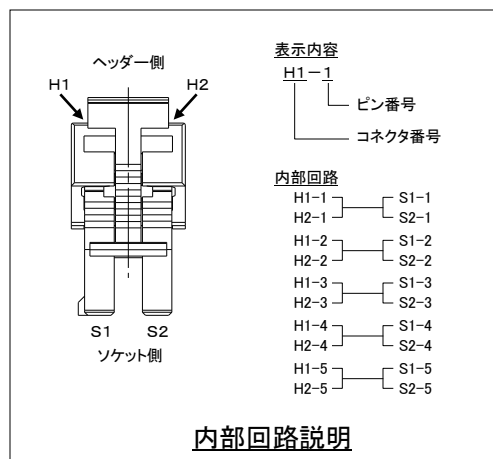 ヘッダー側
H1 H2
S1 S2
ソケット側
表示内容
H1-1
ピン番号
コネクタ番号
内部回路
H1-1 S1-1
H2-1 S2-1
H1-2 S1-2
H2-2 S2-2
H1-3 S1-3
H2-3 S2-3
H1-4 S1-4
H2-4 S2-4
H1-5 S1-5
H2-5 S2-5
内部回路説明